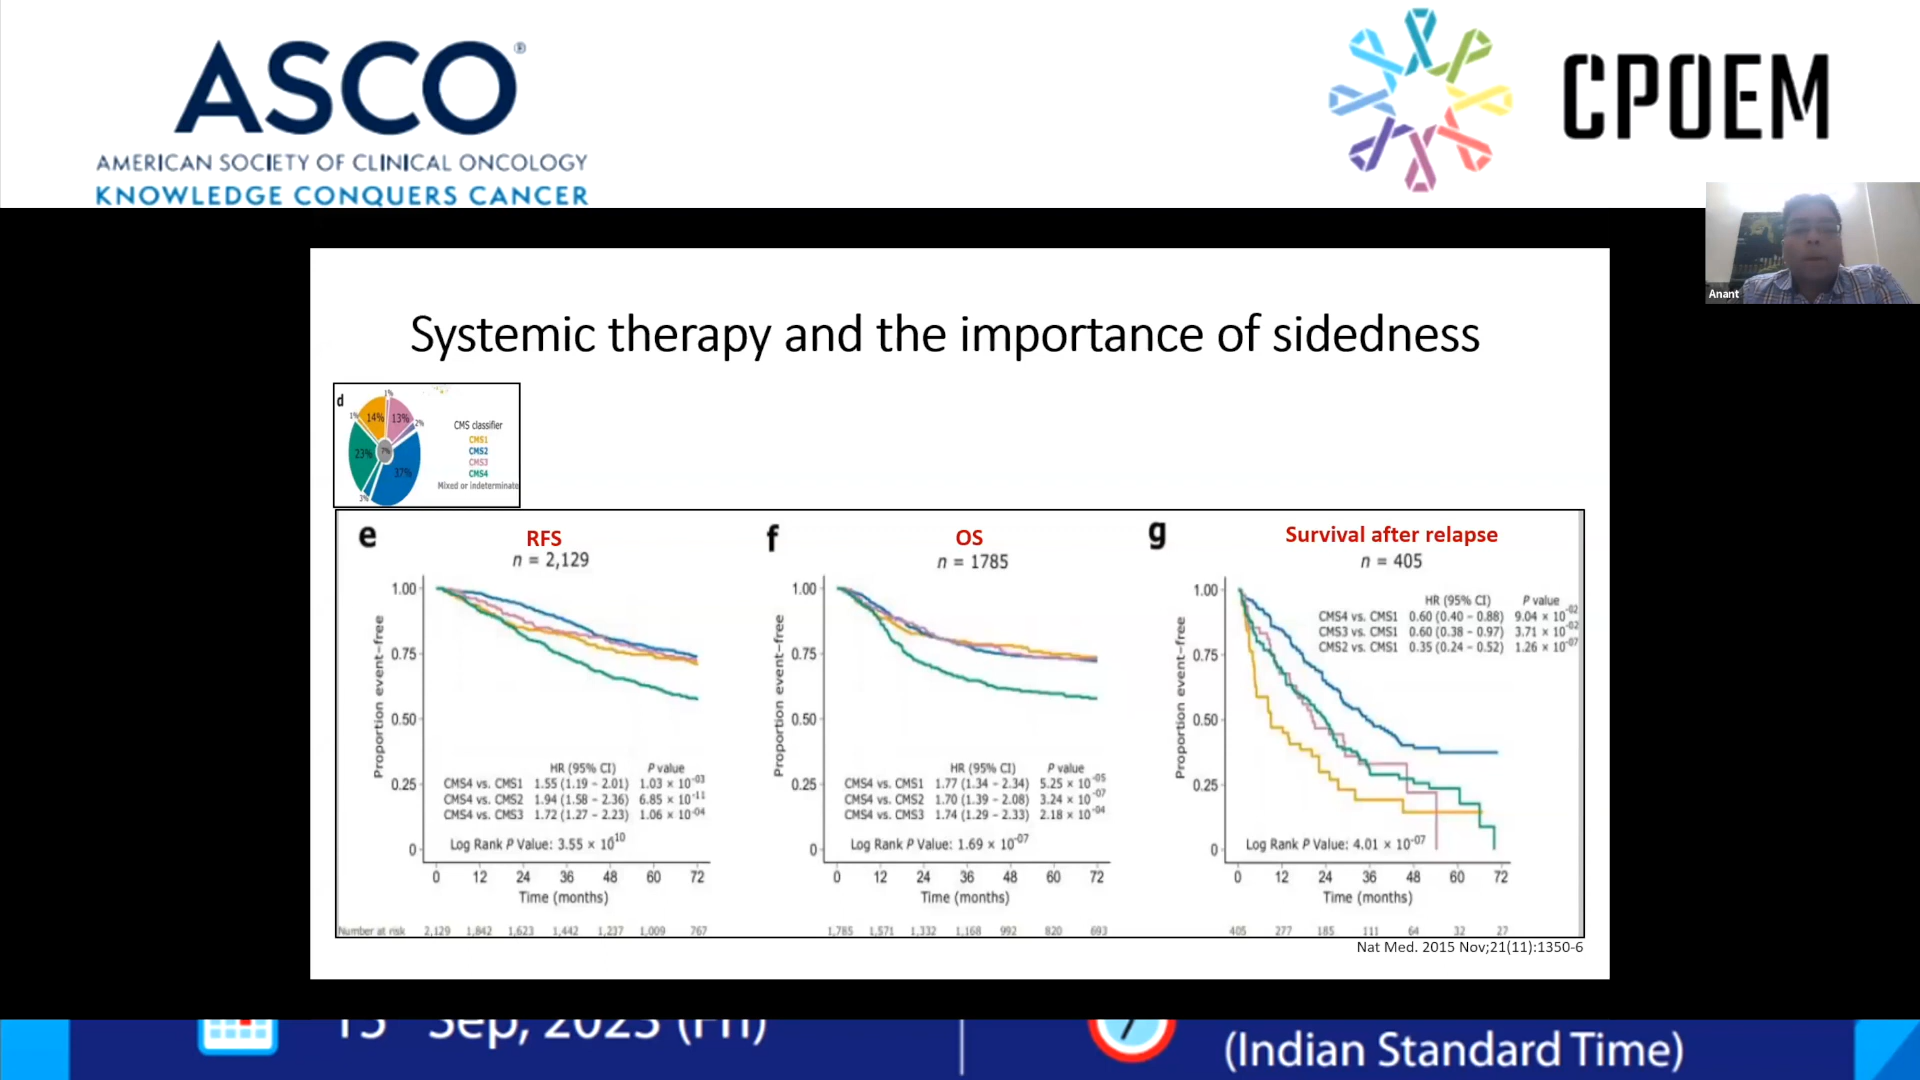 ASCO®
AMERICAN SOCIETY OF CLINICAL ONCOLOGY
KNOWLEDGE CONQUERS CANCER
CPOEM
Anant
Systemic therapy and the importance of sidedness
d
1%
14%
13%
1%
2%
23%
7%
37%
3%
CMS classifier
CMS1
CMS2
CMS3
CMS4
Mixed or indeterminate
e
RFS
n = 2,129
Proportion event–free
1.00
0.75
0.50
0.25
0
HR (95% CI) P value
CMS4 vs. CMS1 1.55 (1.19 – 2.01) 1.03 × 10⁻⁰³
CMS4 vs. CMS2 1.94 (1.58 – 2.36) 6.85 × 10⁻¹¹
CMS4 vs. CMS3 1.72 (1.27 – 2.23) 1.06 × 10⁻⁰⁴
Log Rank P Value: 3.55 × 10¹⁰
0 12 24 36 48 60 72
Time (months)
Number at risk 2,129 1,842 1,623 1,442 1,237 1,009 767
f
OS
n = 1785
Proportion event–free
1.00
0.75
0.50
0.25
0
HR (95% CI) P value
CMS4 vs. CMS1 1.77 (1.34 – 2.34) 5.25 × 10⁻⁰⁵
CMS4 vs. CMS2 1.70 (1.39 – 2.08) 3.24 × 10⁻⁰⁷
CMS4 vs. CMS3 1.74 (1.29 – 2.33) 2.18 × 10⁻⁰⁴
Log Rank P Value: 1.69 × 10⁻⁰⁷
0 12 24 36 48 60 72
Time (months)
1,785 1,571 1,332 1,168 992 820 693
g
Survival after relapse
n = 405
Proportion event–free
1.00
0.75
0.50
0.25
0
HR (95% CI) P value
CMS4 vs. CMS1 0.60 (0.40 – 0.88) 9.04 × 10⁻⁰²
CMS3 vs. CMS1 0.60 (0.38 – 0.97) 3.71 × 10⁻⁰²
CMS2 vs. CMS1 0.35 (0.24 – 0.52) 1.26 × 10⁻⁰⁷
Log Rank P Value: 4.01 × 10⁻⁰⁷
0 12 24 36 48 60 72
Time (months)
405 277 185 111 64 32 27
Nat Med. 2015 Nov;21(11):1350-6
15 Sep, 2023 (Fri)
(Indian Standard Time)